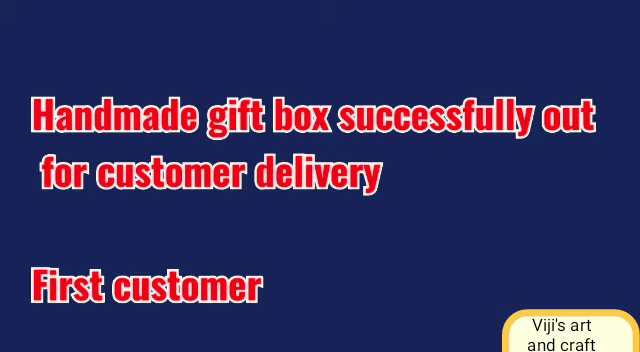 Handmade gift box successfully out
for customer delivery
First customer
Viji's art
and craft